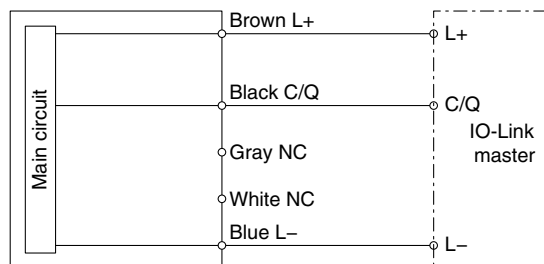 Brown L+
L+
Black C/Q
C/Q
IO-Link
master
Main circuit
Gray NC
White NC
Blue L−
L−